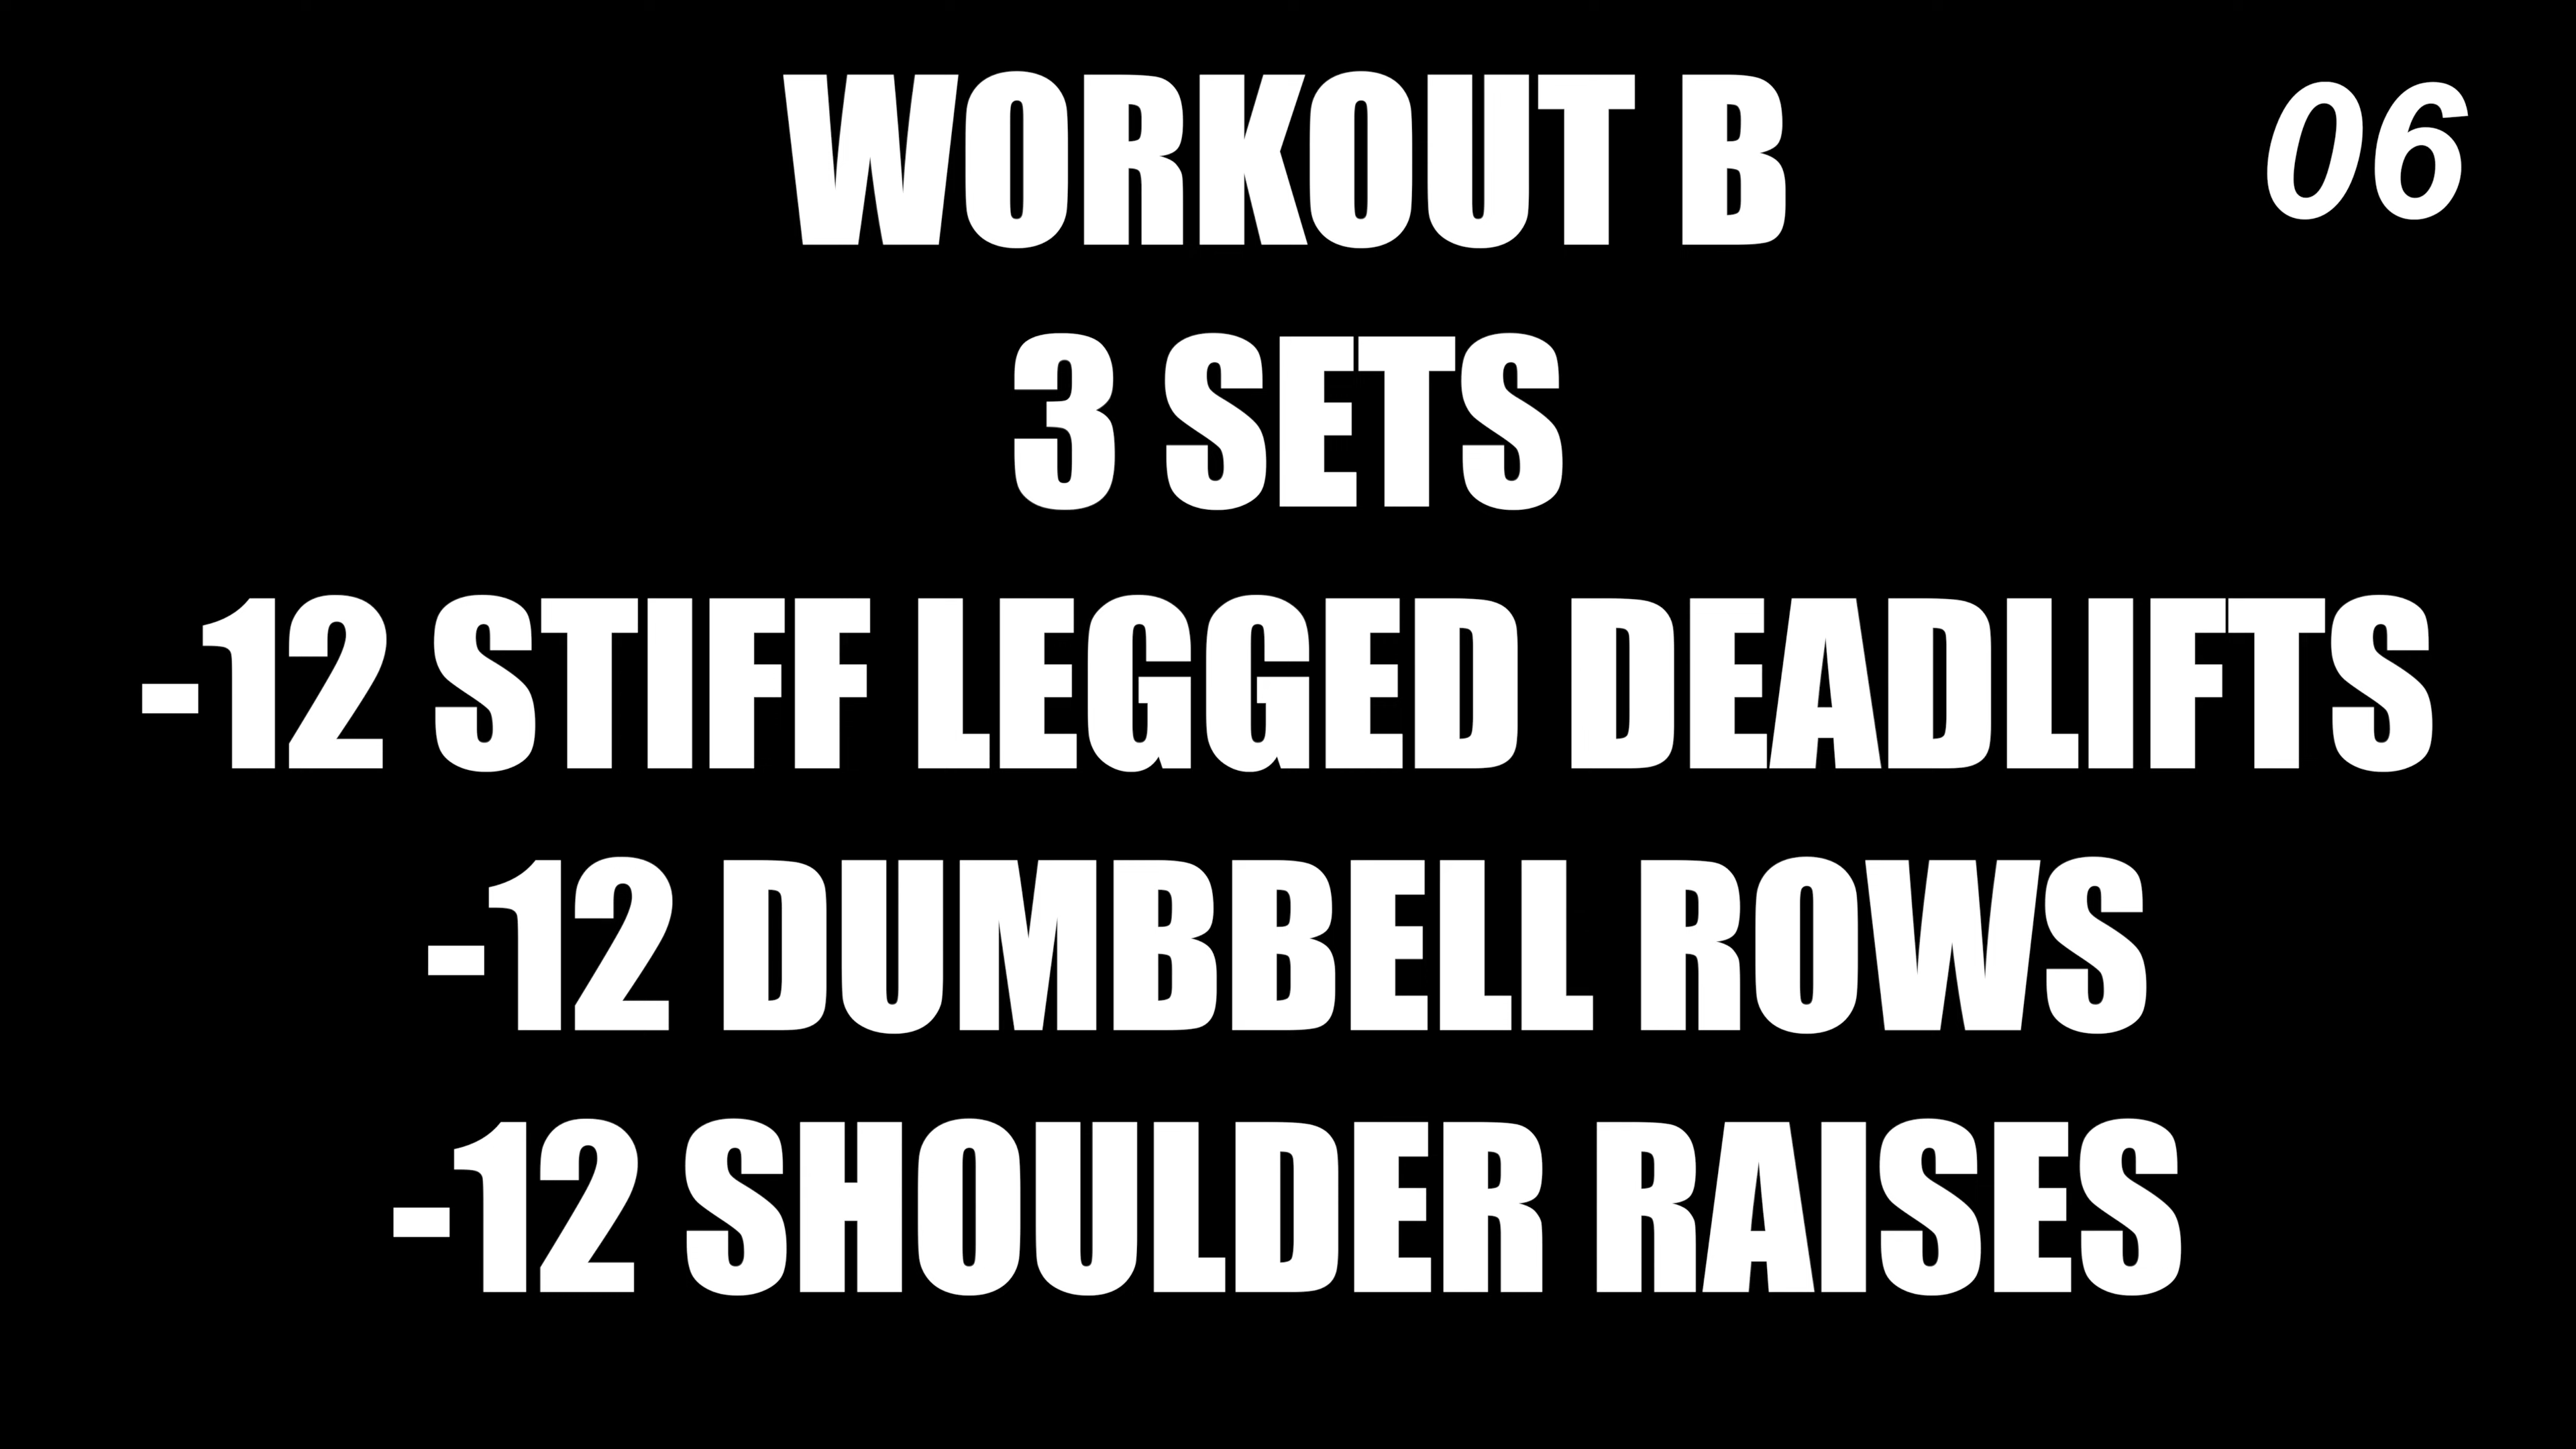 WORKOUT B
06
3 SETS
-12 STIFF LEGGED DEADLIFTS
-12 DUMBBELL ROWS
-12 SHOULDER RAISES